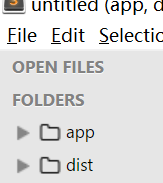 untitled (app, d
File Edit Selectio
OPEN FILES
FOLDERS
app
dist